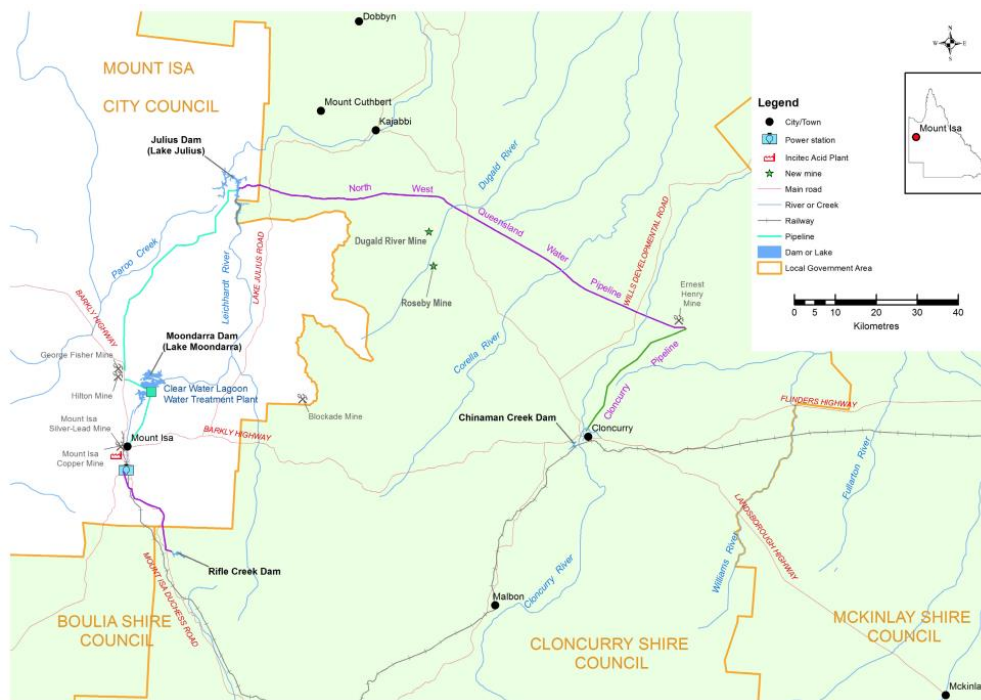 Dobbyn
MOUNT ISA
CITY COUNCIL
Mount Cuthbert
Kajabbi
Julius Dam
(Lake Julius)
North West Queensland Water Pipeline
Dugald River
Paroo Creek
Leichhardt River
LAKE JULIUS ROAD
Dugald River Mine
Roseby Mine
WILLS DEVELOPMENTAL ROAD
Ernest
Henry
Mine
BARKLY HIGHWAY
George Fisher Mine
Moondarra Dam
(Lake Moondarra)
Hilton Mine
Clear Water Lagoon
Water Treatment Plant
Corella River
Cloncurry Pipeline
Blockade Mine
Mount Isa
Silver-Lead Mine
Mount Isa
BARKLY HIGHWAY
Mount Isa
Copper Mine
Chinaman Creek Dam
Cloncurry
FLINDERS HIGHWAY
Fullarton River
Rifle Creek Dam
LANDSBOROUGH HIGHWAY
Williams River
MOUNT ISA DUCHESS ROAD
Malbon
Cloncurry River
BOULIA SHIRE
COUNCIL
CLONCURRY SHIRE
COUNCIL
MCKINLAY SHIRE
COUNCIL
Mckinla
N
W E
S
Mount Isa
Legend
City/Town
Power station
Incitec Acid Plant
New mine
Main road
River or Creek
Railway
Pipeline
Dam or Lake
Local Government Area
0 5 10 20 30 40
Kilometres